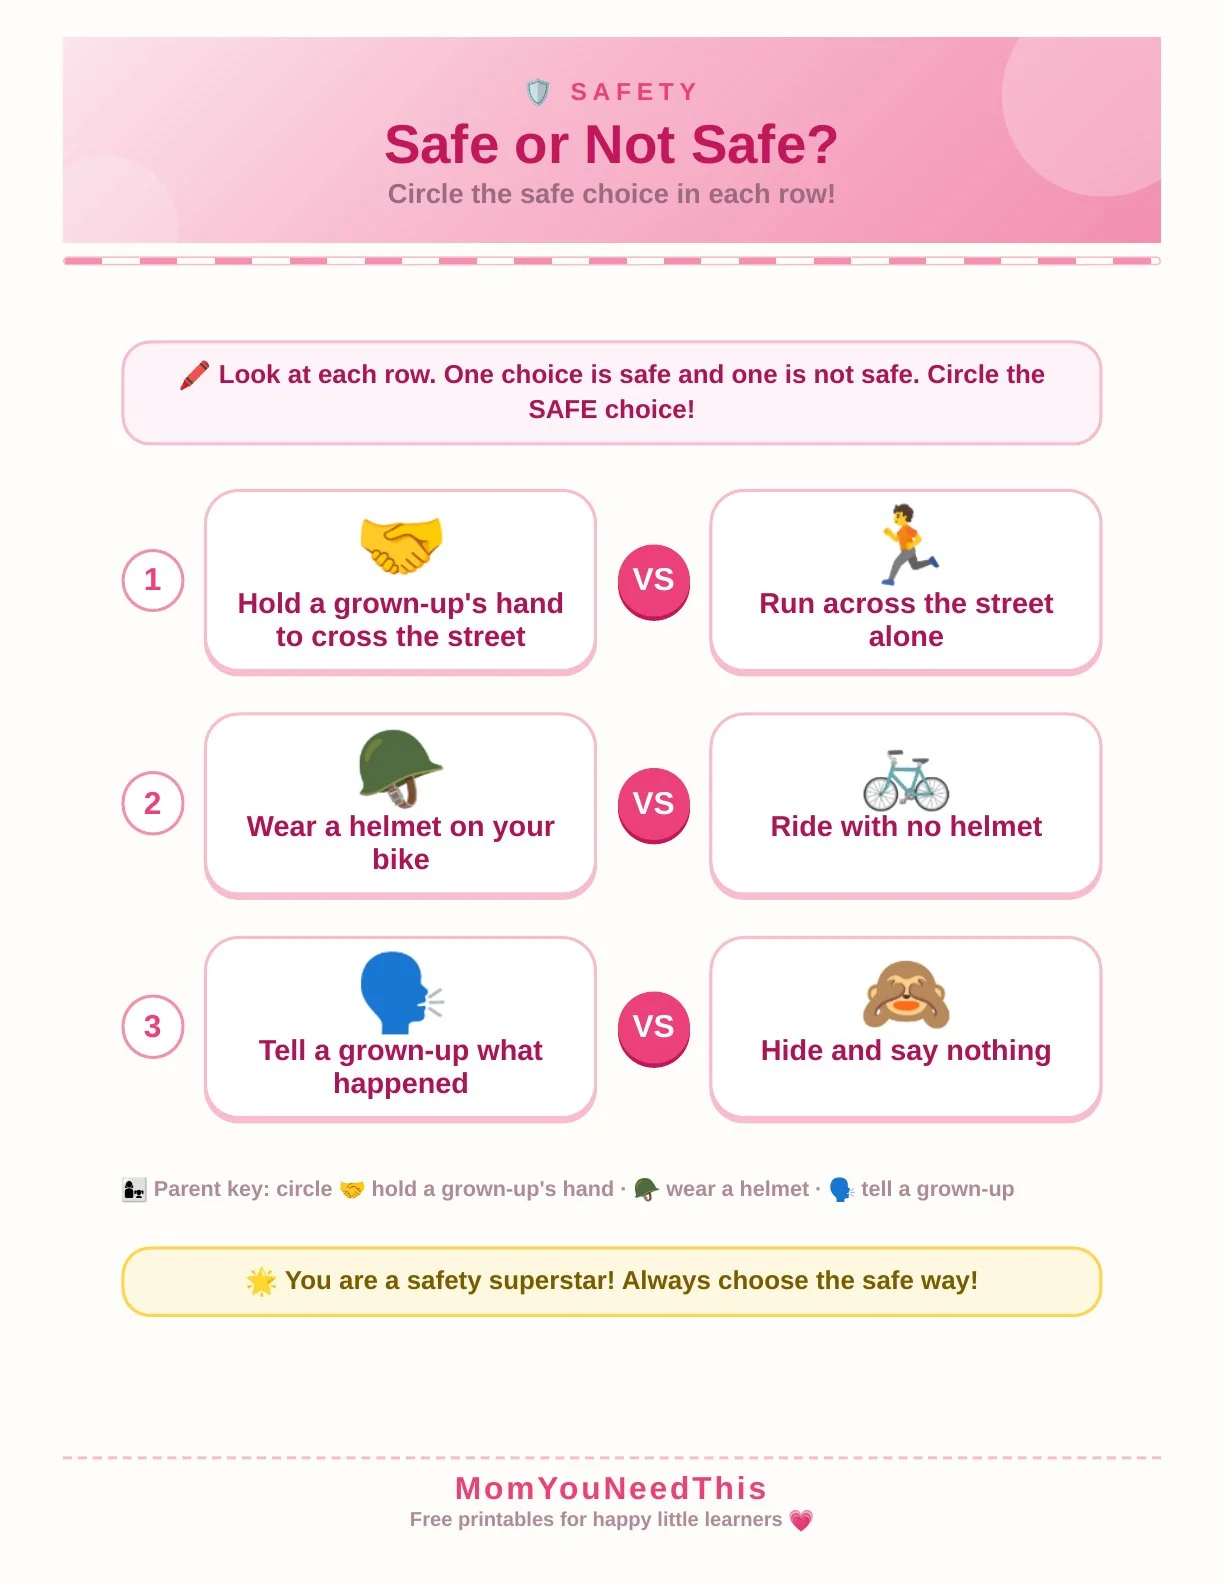 🛡️ SAFETY
Safe or Not Safe?
Circle the safe choice in each row!
🖍️ Look at each row. One choice is safe and one is not safe. Circle the
SAFE choice!
1
Hold a grown-up's hand
to cross the street
VS
Run across the street
alone
2
Wear a helmet on your
bike
VS
Ride with no helmet
3
Tell a grown-up what
happened
VS
Hide and say nothing
Parent key: circle 🤝 hold a grown-up's hand · 🪖 wear a helmet · 🗣️ tell a grown-up
🌟 You are a safety superstar! Always choose the safe way!
MomYouNeedThis
Free printables for happy little learners 💗